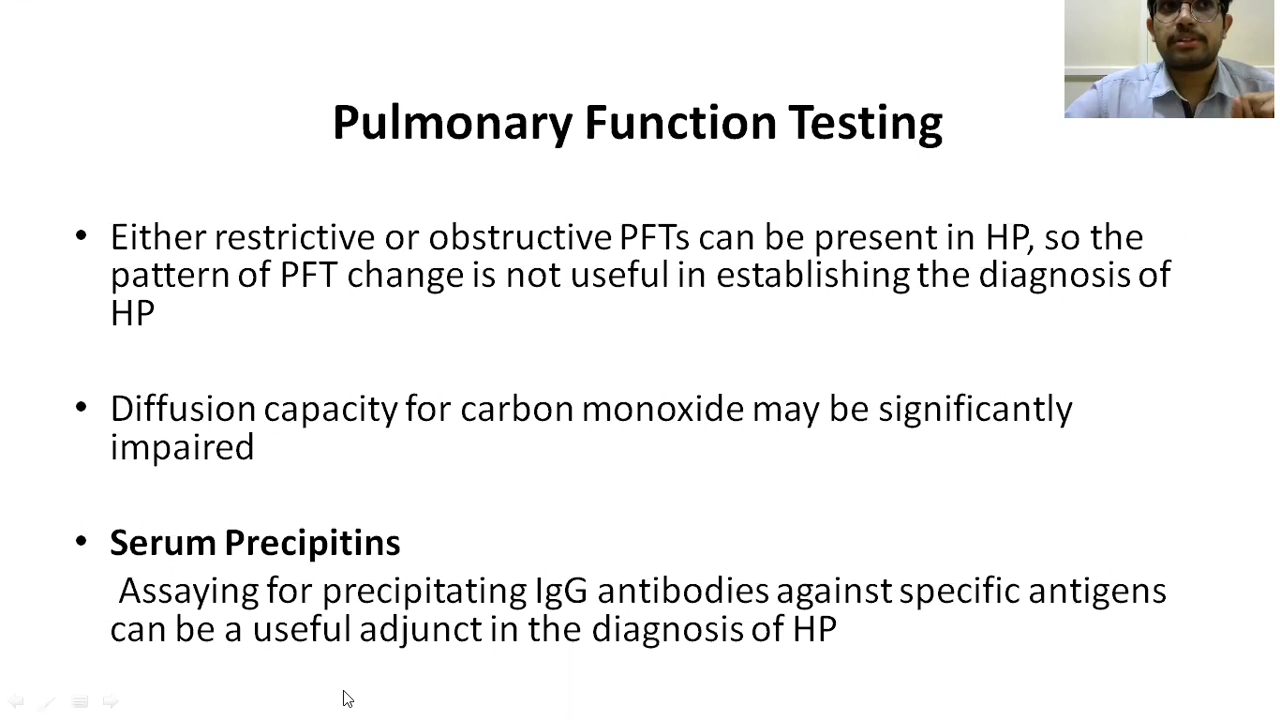 Pulmonary Function Testing
• Either restrictive or obstructive PFTs can be present in HP, so the
pattern of PFT change is not useful in establishing the diagnosis of
HP
• Diffusion capacity for carbon monoxide may be significantly
impaired
• Serum Precipitins
Assaying for precipitating IgG antibodies against specific antigens
can be a useful adjunct in the diagnosis of HP